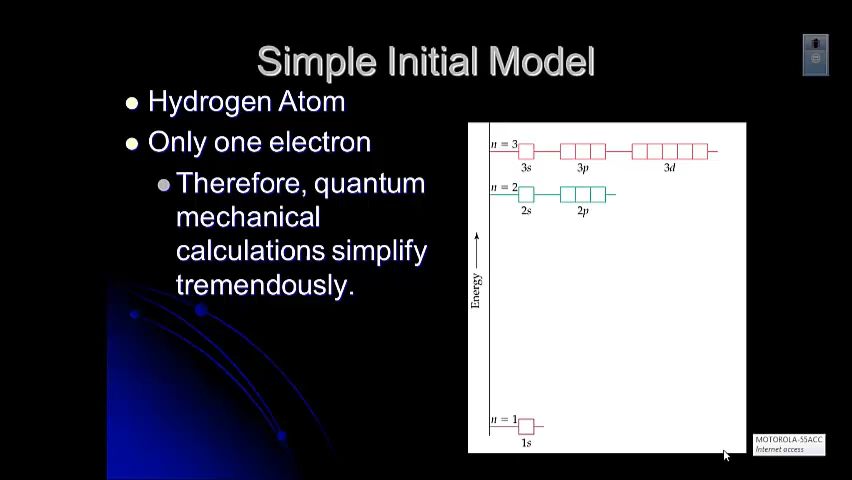 Simple Initial Model
Hydrogen Atom
Only one electron
Therefore, quantum
mechanical
calculations simplify
tremendously.
n = 3
3s 3p 3d
n = 2
2s 2p
Energy
n = 1
1s
MOTOROLA-55ACC
Internet access